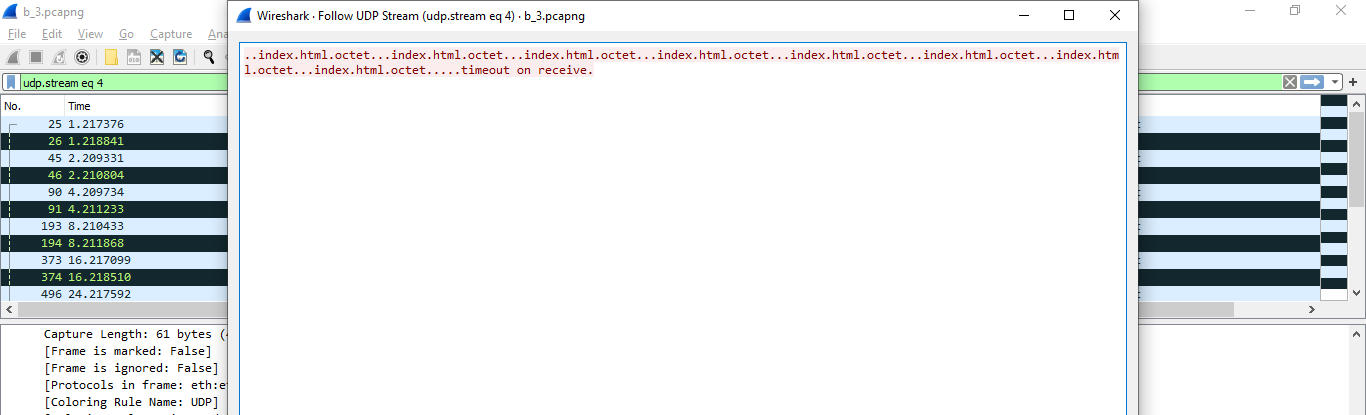 b_3.pcapng
File Edit View Go Capture Ana
udp.stream eq 4
No. Time
25 1.217376
26 1.218841
45 2.209331
46 2.210804
90 4.209734
91 4.211233
193 8.210433
194 8.211868
373 16.217099
374 16.218510
496 24.217592
Capture Length: 61 bytes (
[Frame is marked: False]
[Frame is ignored: False]
[Protocols in frame: eth:e
[Coloring Rule Name: UDP]
Wireshark · Follow UDP Stream (udp.stream eq 4) · b_3.pcapng
..index.html.octet...index.html.octet...index.html.octet...index.html.octet...index.html.octet...index.html.octet...index.htm
l.octet...index.html.octet.....timeout on receive.